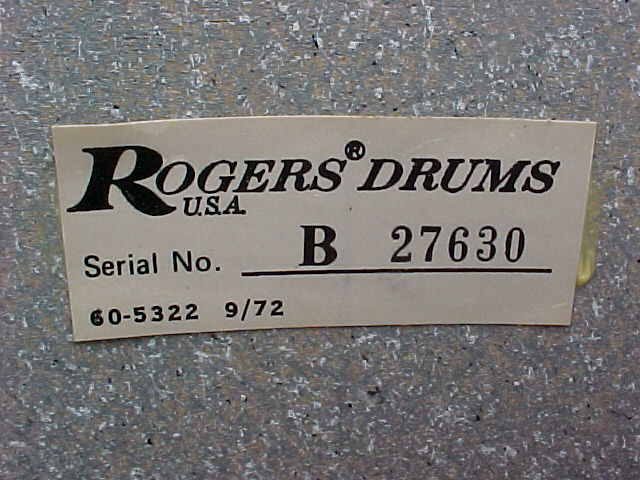 ROGERS® DRUMS
U.S.A.
Serial No. B 27630
60-5322 9/72